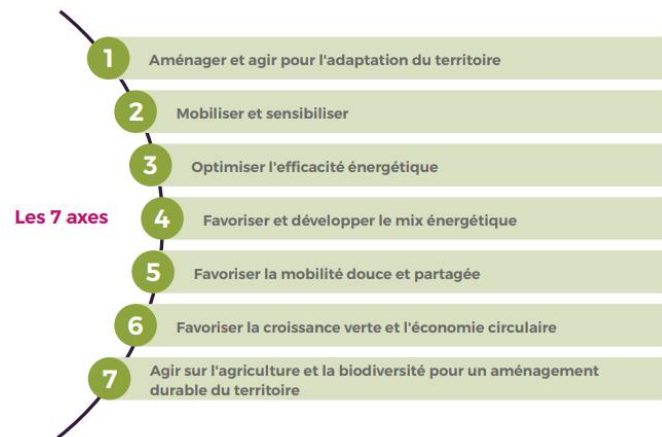 1 Aménager et agir pour l'adaptation du territoire
2 Mobiliser et sensibiliser
3 Optimiser l'efficacité énergétique
Les 7 axes
4 Favoriser et développer le mix énergétique
5 Favoriser la mobilité douce et partagée
6 Favoriser la croissance verte et l'économie circulaire
7 Agir sur l'agriculture et la biodiversité pour un aménagement
durable du territoire